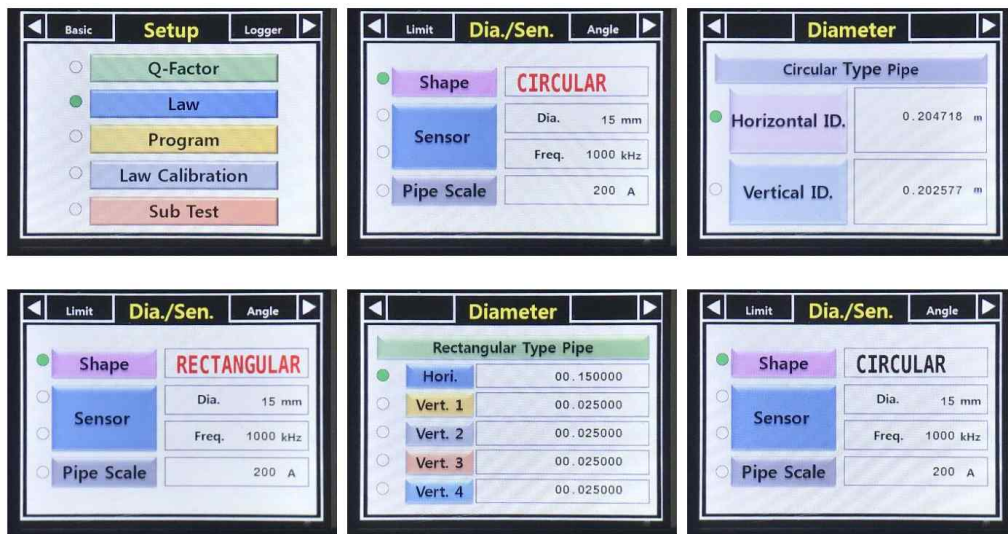 Basic Setup Logger
Q-Factor
Law
Program
Law Calibration
Sub Test
Limit Dia./Sen. Angle
Shape CIRCULAR
Sensor
Dia. 15 mm
Freq. 1000 kHz
Pipe Scale 200 A
Diameter
Circular Type Pipe
Horizontal ID. 0.204718 m
Vertical ID. 0.202577 m
Limit Dia./Sen. Angle
Shape RECTANGULAR
Sensor
Dia. 15 mm
Freq. 1000 kHz
Pipe Scale 200 A
Diameter
Rectangular Type Pipe
Hori. 00.150000
Vert. 1 00.025000
Vert. 2 00.025000
Vert. 3 00.025000
Vert. 4 00.025000
Limit Dia./Sen. Angle
Shape CIRCULAR
Sensor
Dia. 15 mm
Freq. 1000 kHz
Pipe Scale 200 A